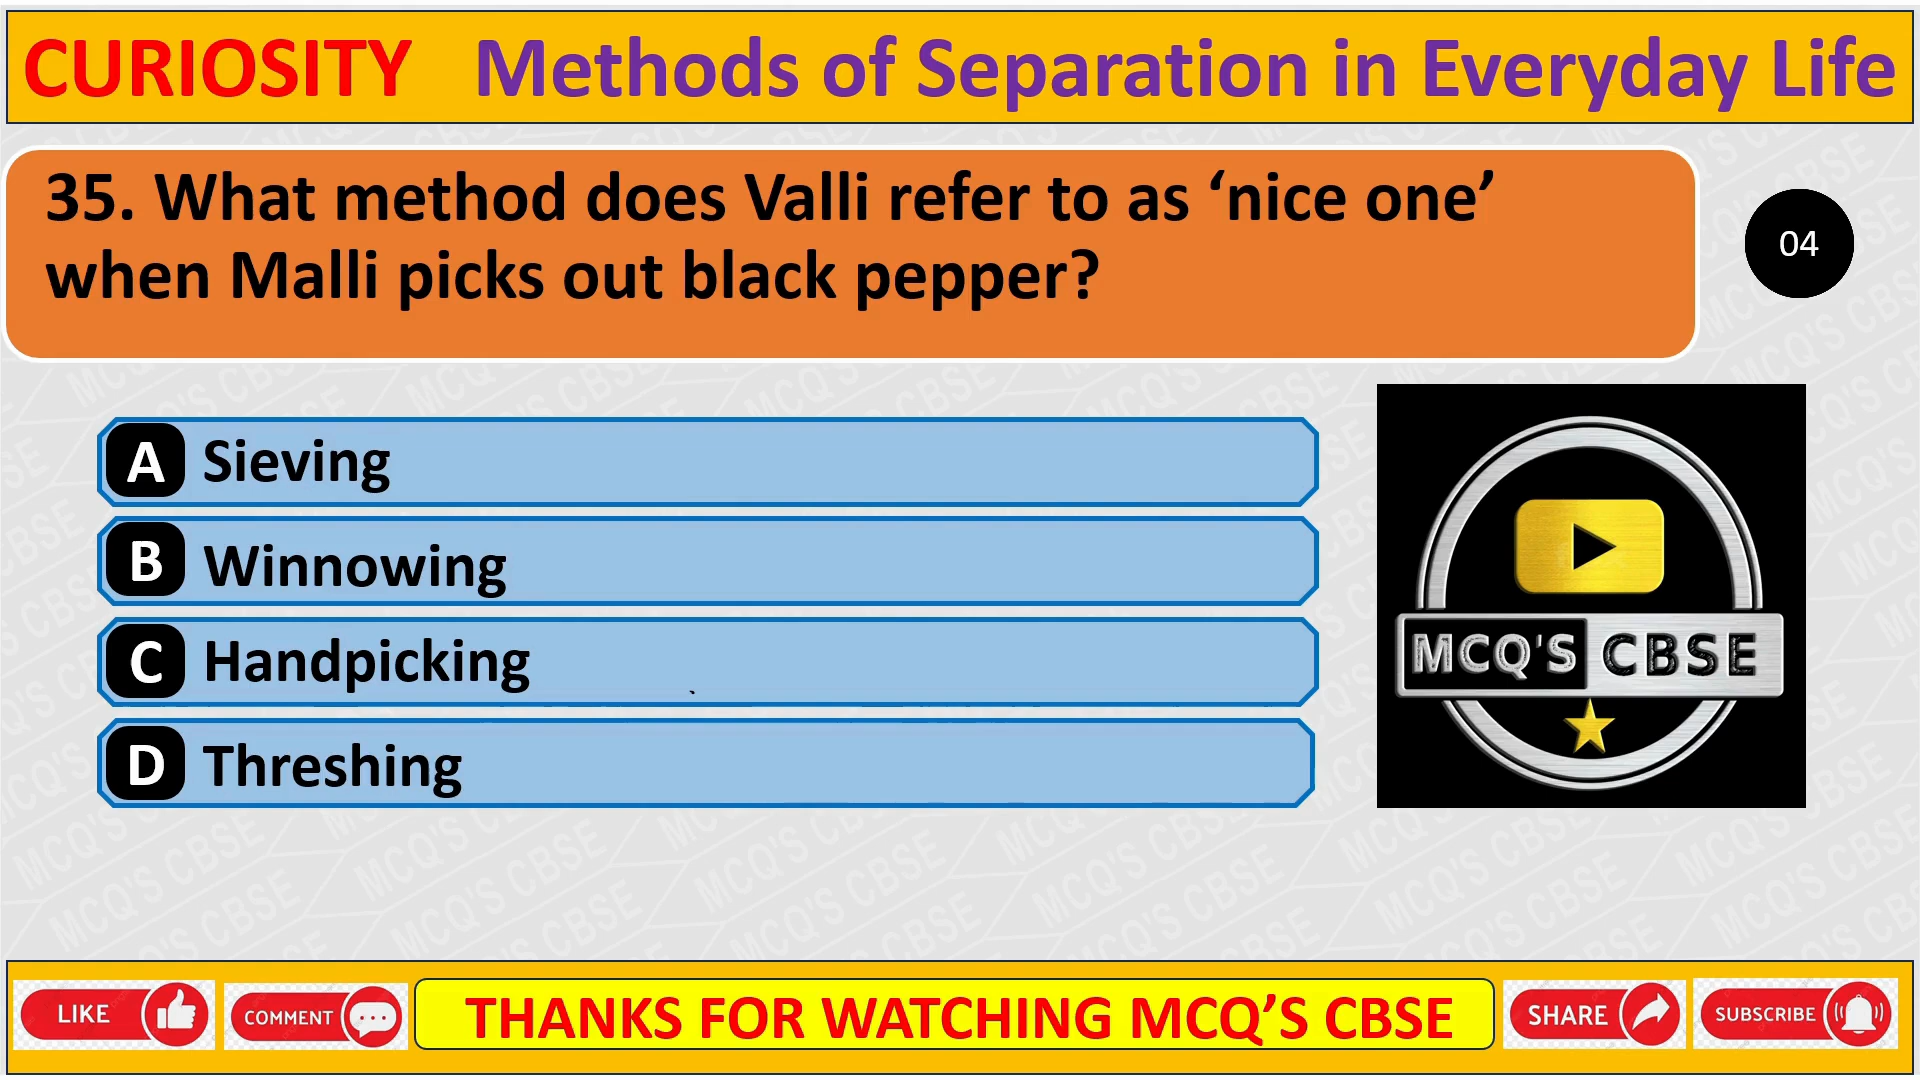 CURIOSITY Methods of Separation in Everyday Life
35. What method does Valli refer to as ‘nice one’
when Malli picks out black pepper?
04
A Sieving
B Winnowing
C Handpicking
D Threshing
MCQ'S CBSE
LIKE
COMMENT
THANKS FOR WATCHING MCQ’S CBSE
SHARE
SUBSCRIBE